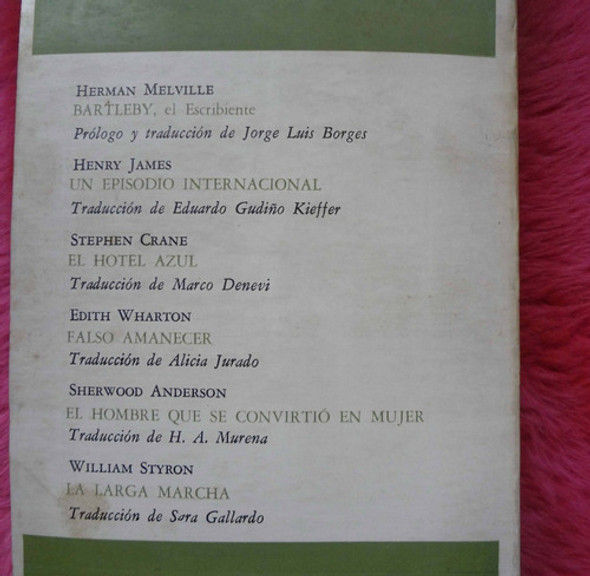 HERMAN MELVILLE
BARTLEBY, el Escribiente
Prólogo y traducción de Jorge Luis Borges
HENRY JAMES
UN EPISODIO INTERNACIONAL
Traducción de Eduardo Gudiño Kieffer
STEPHEN CRANE
EL HOTEL AZUL
Traducción de Marco Denevi
EDITH WHARTON
FALSO AMANECER
Traducción de Alicia Jurado
SHERWOOD ANDERSON
EL HOMBRE QUE SE CONVIRTIÓ EN MUJER
Traducción de H. A. Murena
WILLIAM STYRON
LA LARGA MARCHA
Traducción de Sara Gallardo